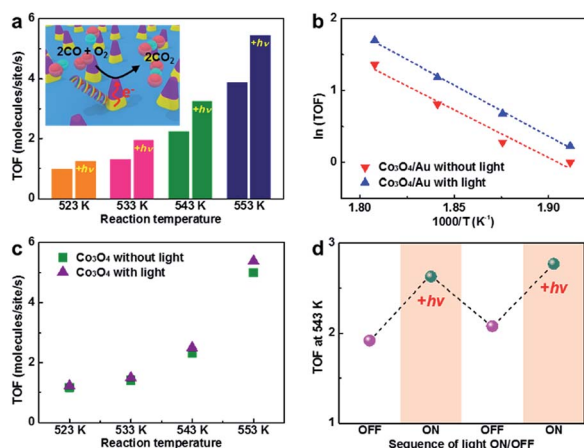 a
2CO + O₂
2CO₂
e⁻
+hν
+hν
+hν
+hν
TOF (molecules/site/s)
6
4
2
0
523 K
533 K
543 K
553 K
Reaction temperature
b
ln (TOF)
2
1
0
Co₃O₄/Au without light
Co₃O₄/Au with light
1.80
1.85
1.90
1000/T (K⁻¹)
c
Co₃O₄ without light
Co₃O₄ with light
TOF (molecules/site/s)
6
4
2
0
523 K
533 K
543 K
553 K
Reaction temperature
d
TOF at 543 K
3
2
1
+hν
+hν
OFF
ON
OFF
ON
Sequence of light ON/OFF